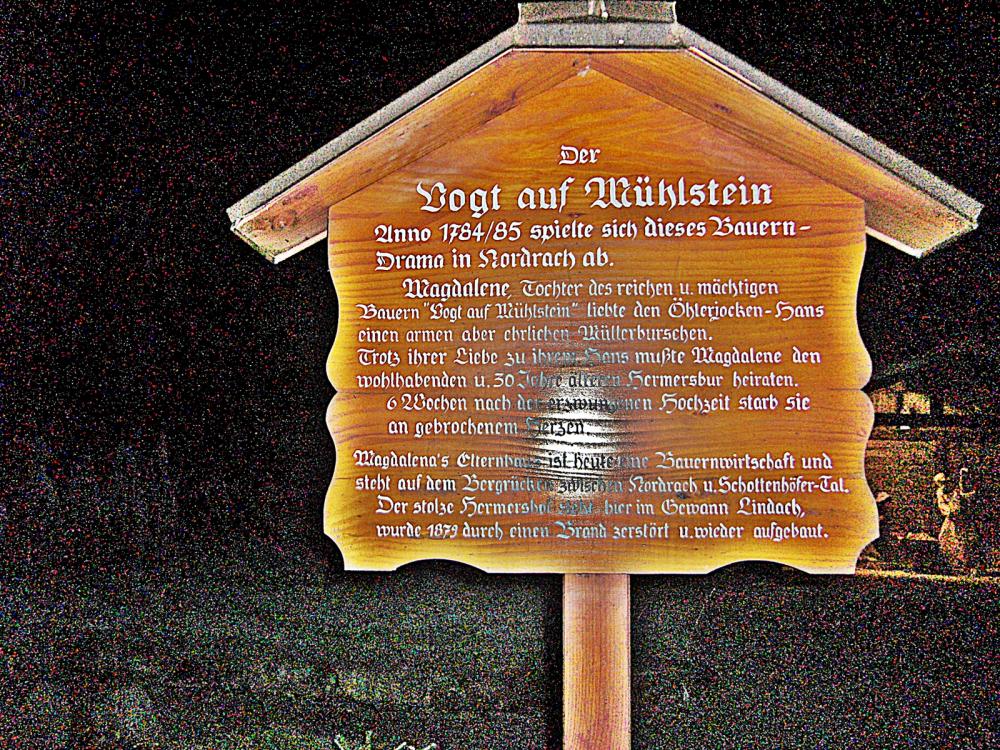 Der
Vogt auf Mühlstein
Anno 1784/85 spielte sich dieses Bauern-
Drama in Nordrach ab.
Magdalene, Tochter des reichen u. mächtigen
Bauern "Vogt auf Mühlstein" liebte den Öhlerjocken-Hans
einen armen aber ehrlichen Müllerburschen.
Trotz ihrer Liebe zu ihrem Hans mußte Magdalene den
wohlhabenden u. 30 Jahre älteren Hermersbur heiraten.
6 Wochen nach der erzwungenen Hochzeit starb sie
an gebrochenem Herzen.
Magdalena's Elternhaus ist heute eine Bauernwirtschaft und
steht auf dem Bergrücken zwischen Nordrach u. Schottenhöfer-Tal.
Der stolze Hermershof steht hier im Gewann Lindach,
wurde 1879 durch einen Brand zerstört u. wieder aufgebaut.